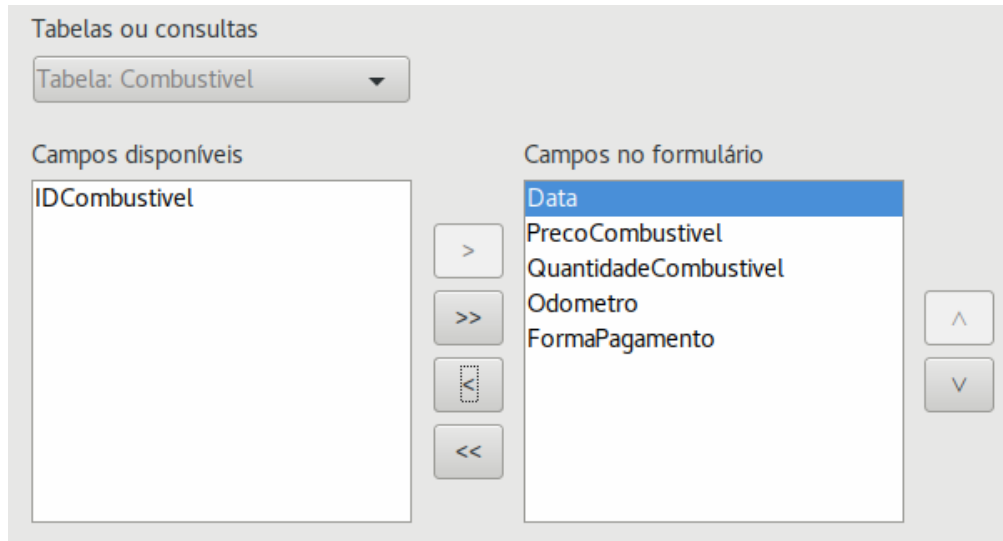 Tabelas ou consultas
Tabela: Combustivel
Campos disponíveis
IDCombustivel
>
>>
<
<<
Campos no formulário
Data
PrecoCombustivel
QuantidadeCombustivel
Odometro
FormaPagamento